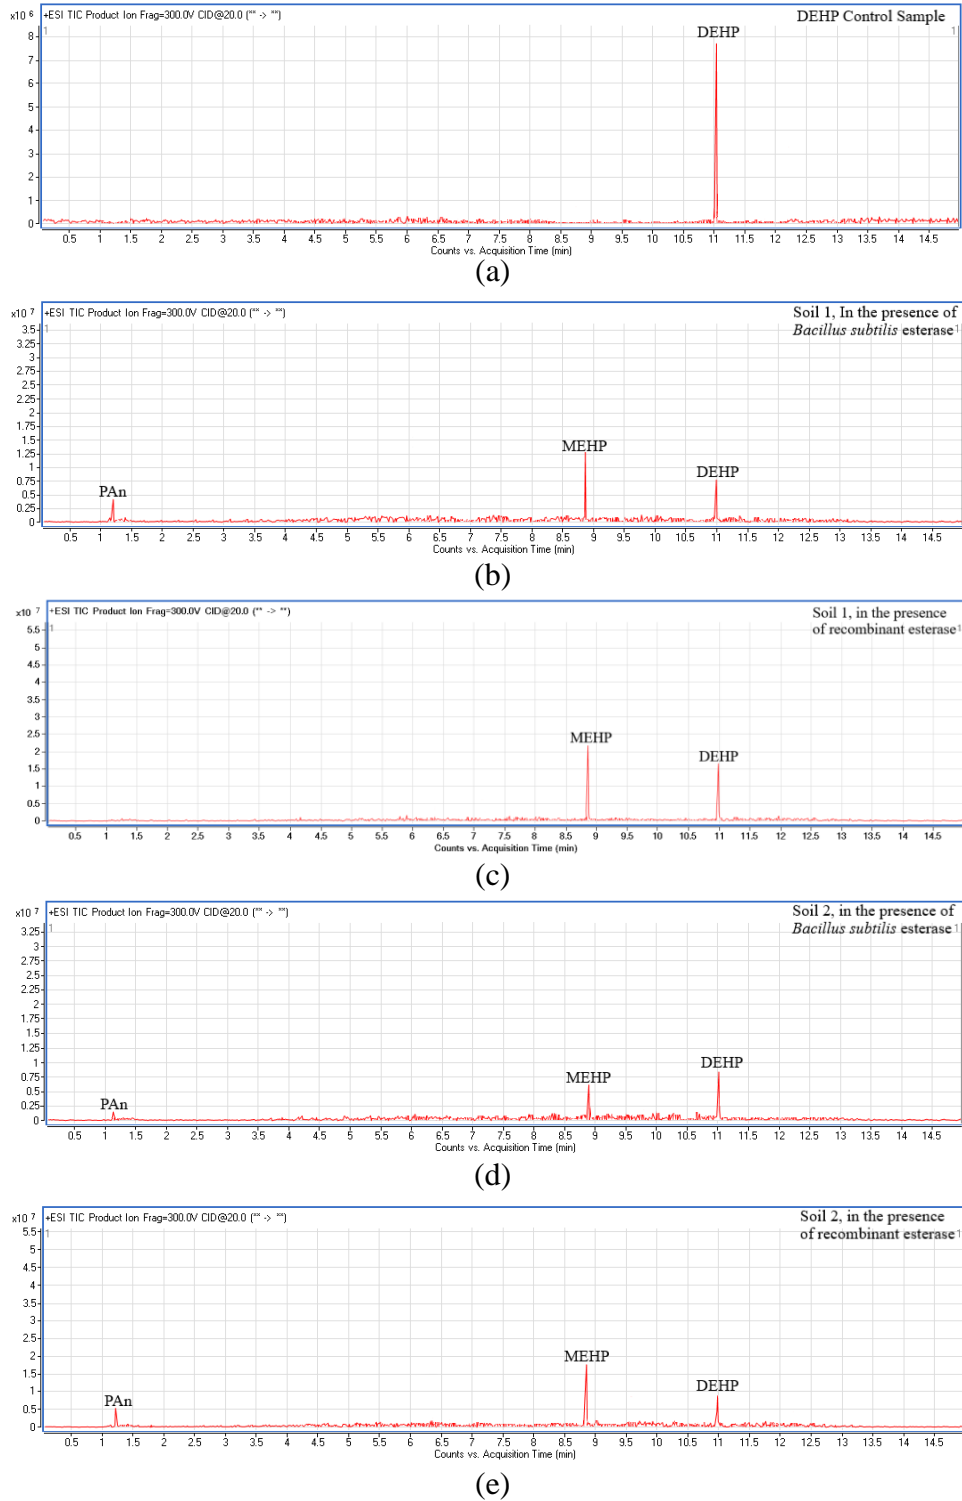 x10 6 +ESI TIC Product Ion Frag=300.0V CID@20.0 (** -> **) DEHP Control Sample
1 DEHP 1
8
7
6
5
4
3
2
1
0
0.5 1 1.5 2 2.5 3 3.5 4 4.5 5 5.5 6 6.5 7 7.5 8 8.5 9 9.5 10 10.5 11 11.5 12 12.5 13 13.5 14 14.5
Counts vs. Acquisition Time (min)
(a)
x10 7 +ESI TIC Product Ion Frag=300.0V CID@20.0 (** -> **) Soil 1, In the presence of
1 Bacillus subtilis esterase 1
3.5
3.25
3
2.75
2.5
2.25
2
1.75
1.5
1.25 MEHP
1
0.75 DEHP
0.5 PAn
0.25
0
0.5 1 1.5 2 2.5 3 3.5 4 4.5 5 5.5 6 6.5 7 7.5 8 8.5 9 9.5 10 10.5 11 11.5 12 12.5 13 13.5 14 14.5
Counts vs. Acquisition Time (min)
(b)
x10 7 +ESI TIC Product Ion Frag=300.0V CID@20.0 (** -> **) Soil 1, in the presence
1 of recombinant esterase 1
5.5
5
4.5
4
3.5
3
2.5
2 MEHP
1.5 DEHP
1
0.5
0
0.5 1 1.5 2 2.5 3 3.5 4 4.5 5 5.5 6 6.5 7 7.5 8 8.5 9 9.5 10 10.5 11 11.5 12 12.5 13 13.5 14 14.5
Counts vs. Acquisition Time (min)
(c)
x10 7 +ESI TIC Product Ion Frag=300.0V CID@20.0 (** -> **) Soil 2, in the presence of
1 Bacillus subtilis esterase 1
3.25
3
2.75
2.5
2.25
2
1.75
1.5
1.25
1 DEHP
0.75 MEHP
0.5
0.25 PAn
0
0.5 1 1.5 2 2.5 3 3.5 4 4.5 5 5.5 6 6.5 7 7.5 8 8.5 9 9.5 10 10.5 11 11.5 12 12.5 13 13.5 14 14.5
Counts vs. Acquisition Time (min)
(d)
x10 7 +ESI TIC Product Ion Frag=300.0V CID@20.0 (** -> **) Soil 2, in the presence
1 of recombinant esterase 1
5.5
5
4.5
4
3.5
3
2.5
2 MEHP
1.5
1 DEHP
0.5 PAn
0
0.5 1 1.5 2 2.5 3 3.5 4 4.5 5 5.5 6 6.5 7 7.5 8 8.5 9 9.5 10 10.5 11 11.5 12 12.5 13 13.5 14 14.5
Counts vs. Acquisition Time (min)
(e)